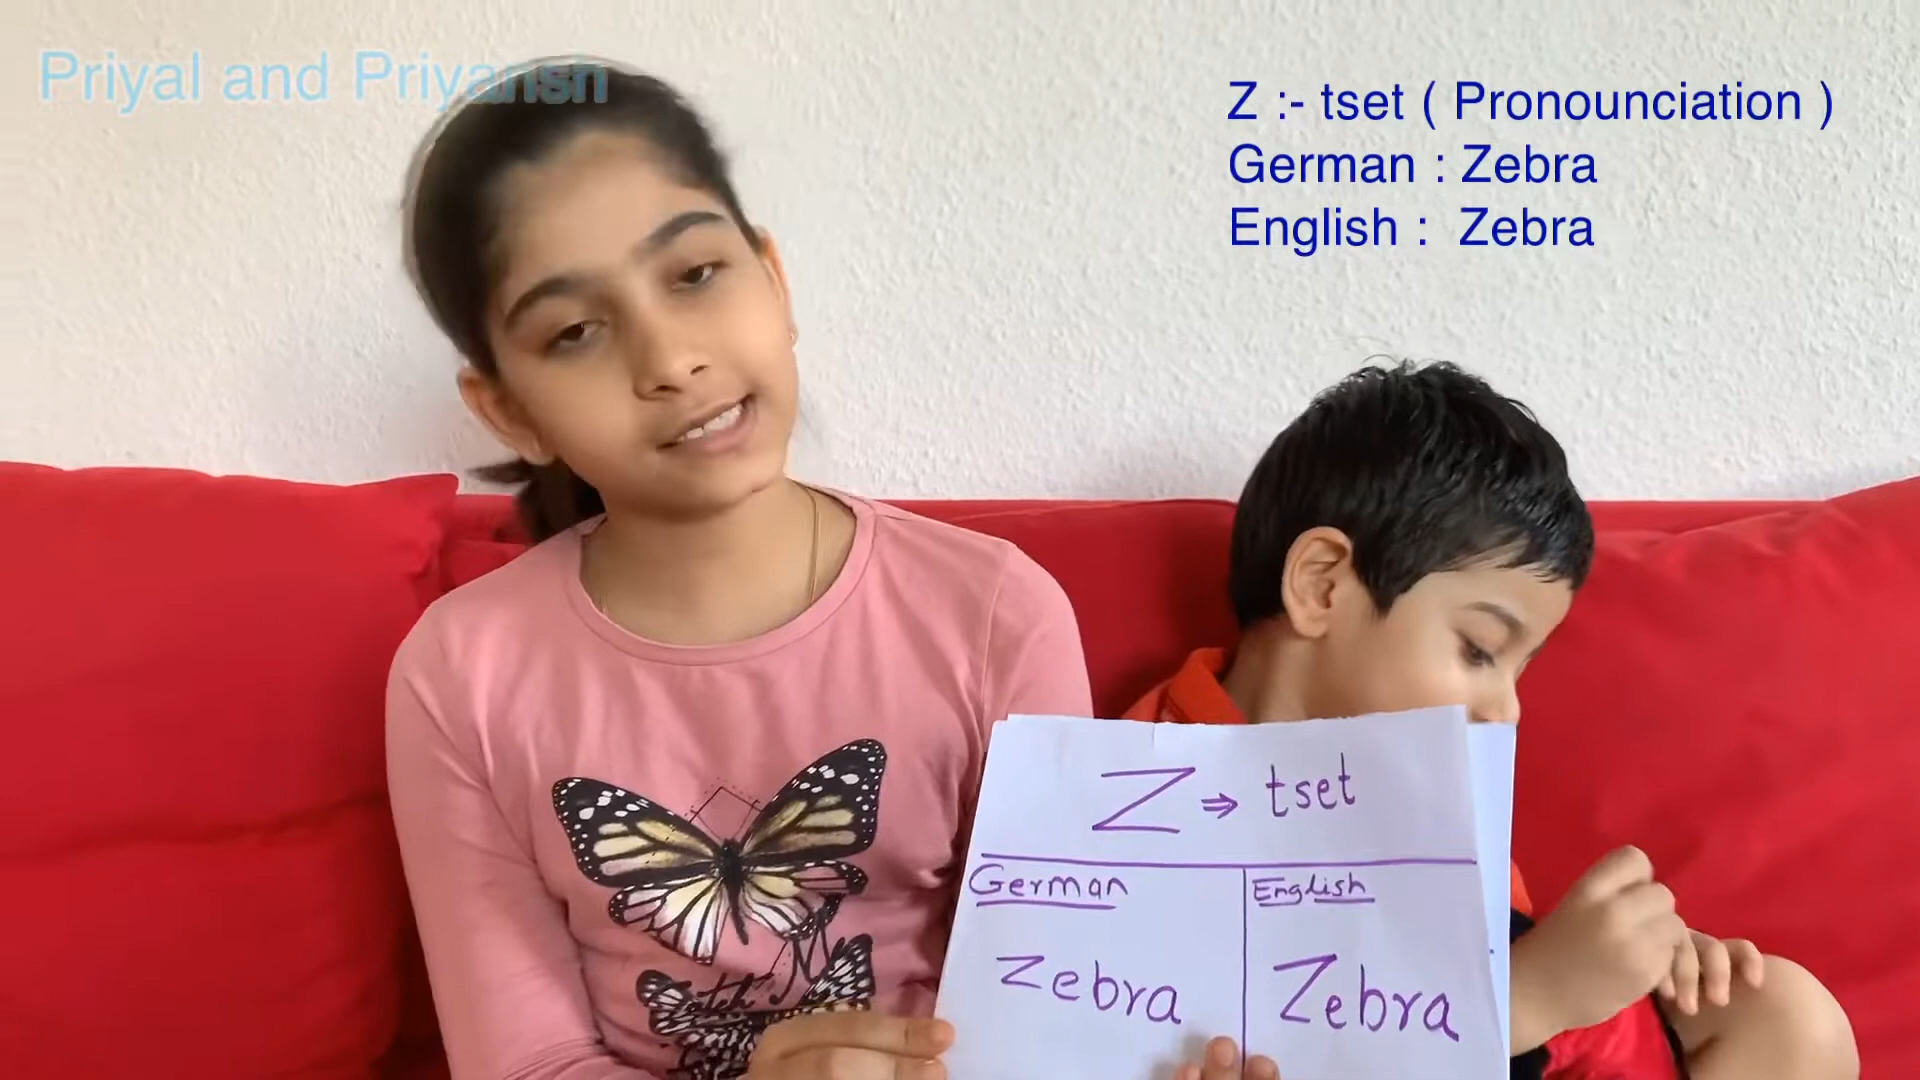 Priyal and Priyansh
Z :- tset ( Pronounciation )
German : Zebra
English : Zebra
Z ⇒ tset
German
English
Zebra
Zebra